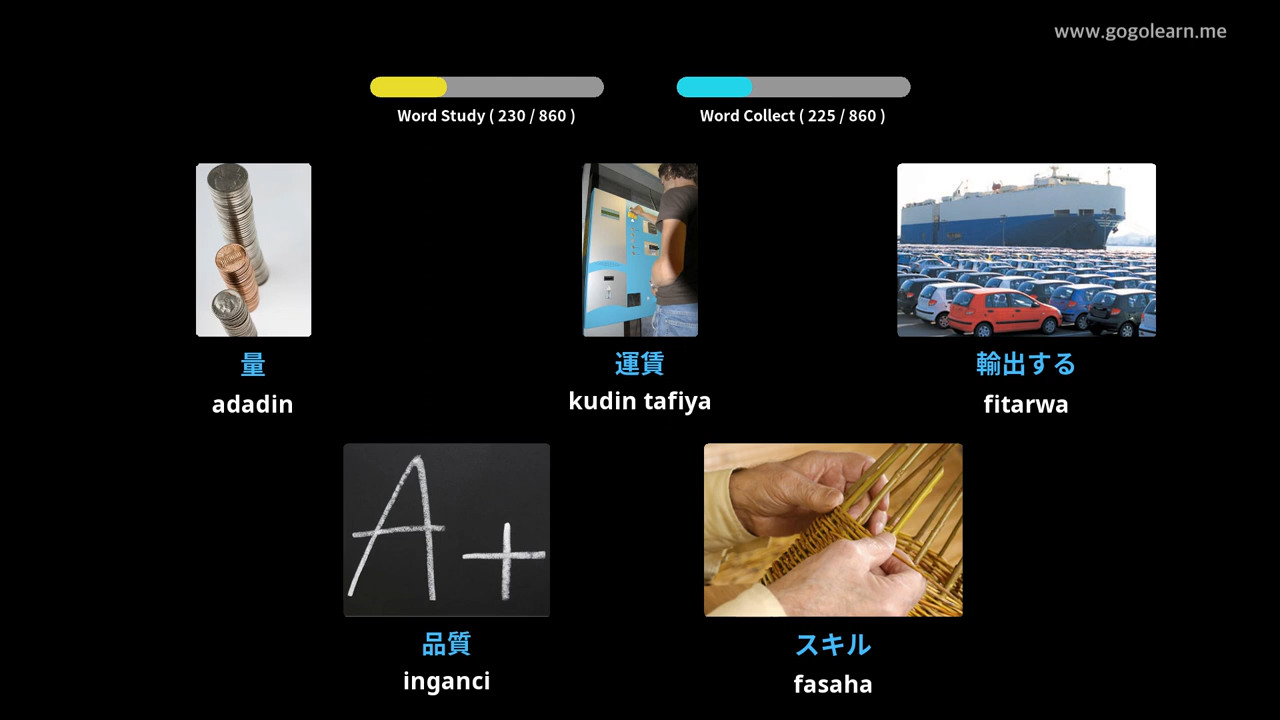 www.gogolearn.me
Word Study ( 230 / 860 )
Word Collect ( 225 / 860 )
量
adadin
運賃
kudin tafiya
輸出する
fitarwa
A+
品質
inganci
スキル
fasaha